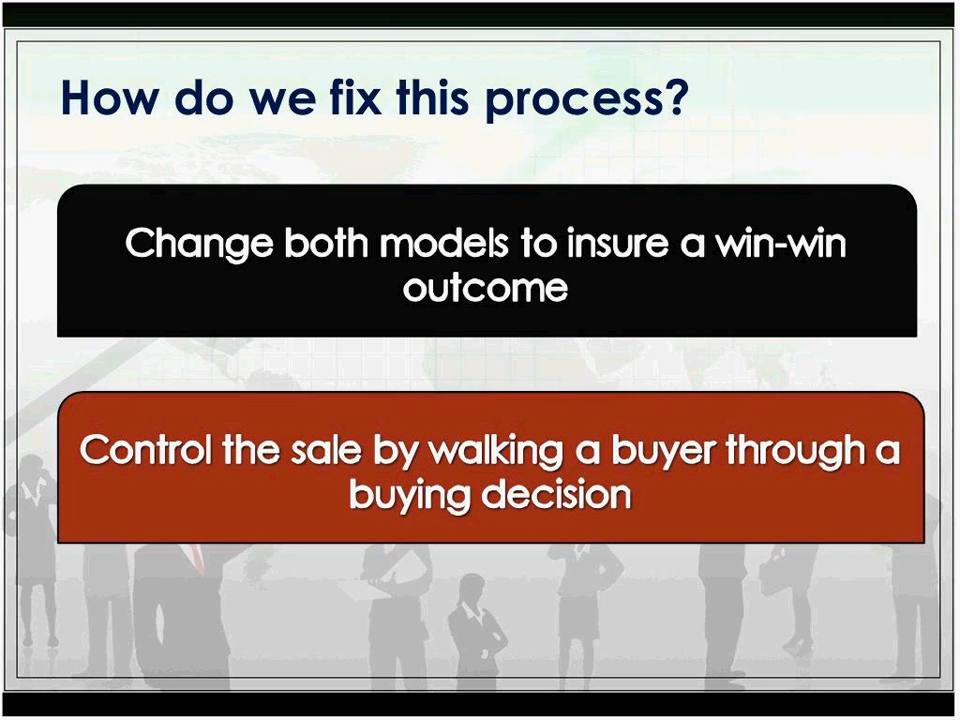 How do we fix this process?
Change both models to insure a win-win
outcome
Control the sale by walking a buyer through a
buying decision